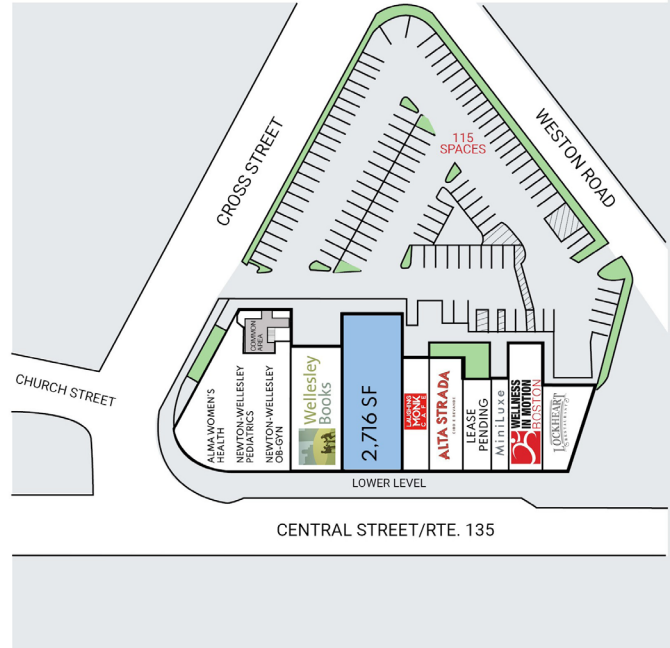 CROSS STREET
WESTON ROAD
115
SPACES
CHURCH STREET
COMMON
AREA
ALMA WOMEN'S
HEALTH
NEWTON-WELLESLEY
PEDIATRICS
NEWTON-WELLESLEY
OB-GYN
Wellesley
Books
2,716 SF
LAUGHING
MONK
CAFE
ALTA STRADA
LEASE
PENDING
MiniLuxe
WELLNESS
IN MOTION
BOSTON
LOCKHEART
LOWER LEVEL
CENTRAL STREET/RTE. 135